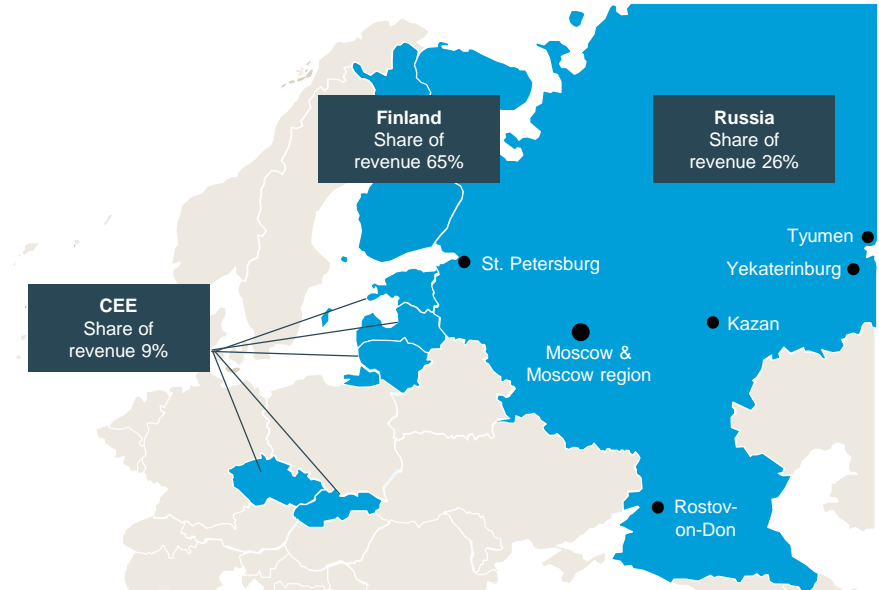 Finland
Share of
revenue 65%
Russia
Share of
revenue 26%
Tyumen
St. Petersburg
Yekaterinburg
CEE
Share of
revenue 9%
Kazan
Moscow &
Moscow region
Rostov-
on-Don